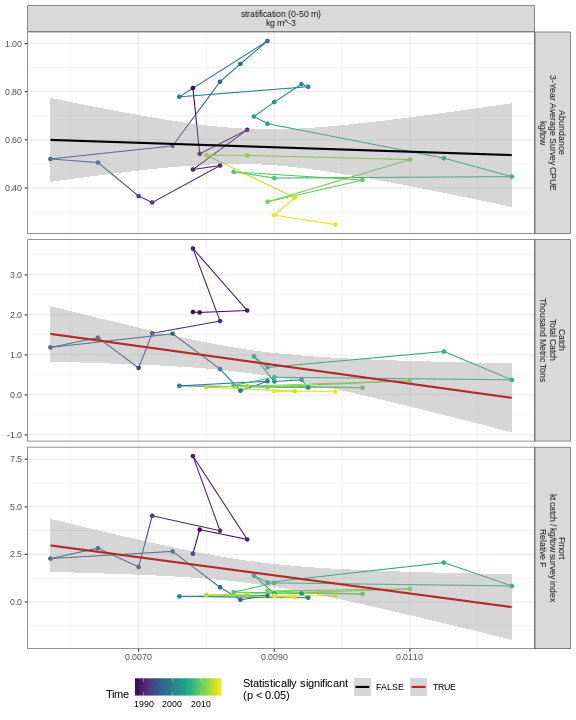 stratification (0-50 m)
kg m^-3
1.00
0.80
0.60
0.40
Abundance
3-Year Average Survey CPUE
kg/tow
3.0
2.0
1.0
0.0
-1.0
Catch
Total Catch
Thousand Metric Tons
7.5
5.0
2.5
0.0
Fmort
kt catch / kg/tow survey index
Relative F
0.0070
0.0090
0.0110
Time
1990
2000
2010
Statistically significant
(p < 0.05)
FALSE
TRUE